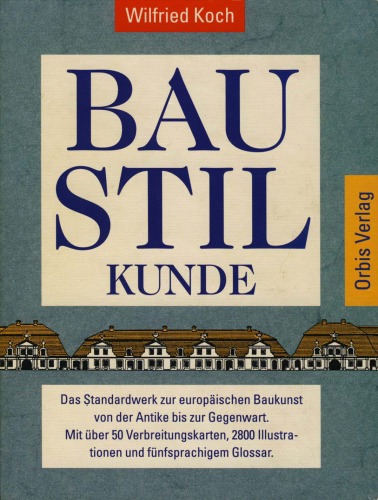 Wilfried Koch
BAU
STIL
KUNDE
Orbis Verlag
Das Standardwerk zur europäischen Baukunst
von der Antike bis zur Gegenwart.
Mit über 50 Verbreitungskarten, 2800 Illustra-
tionen und fünfsprachigem Glossar.